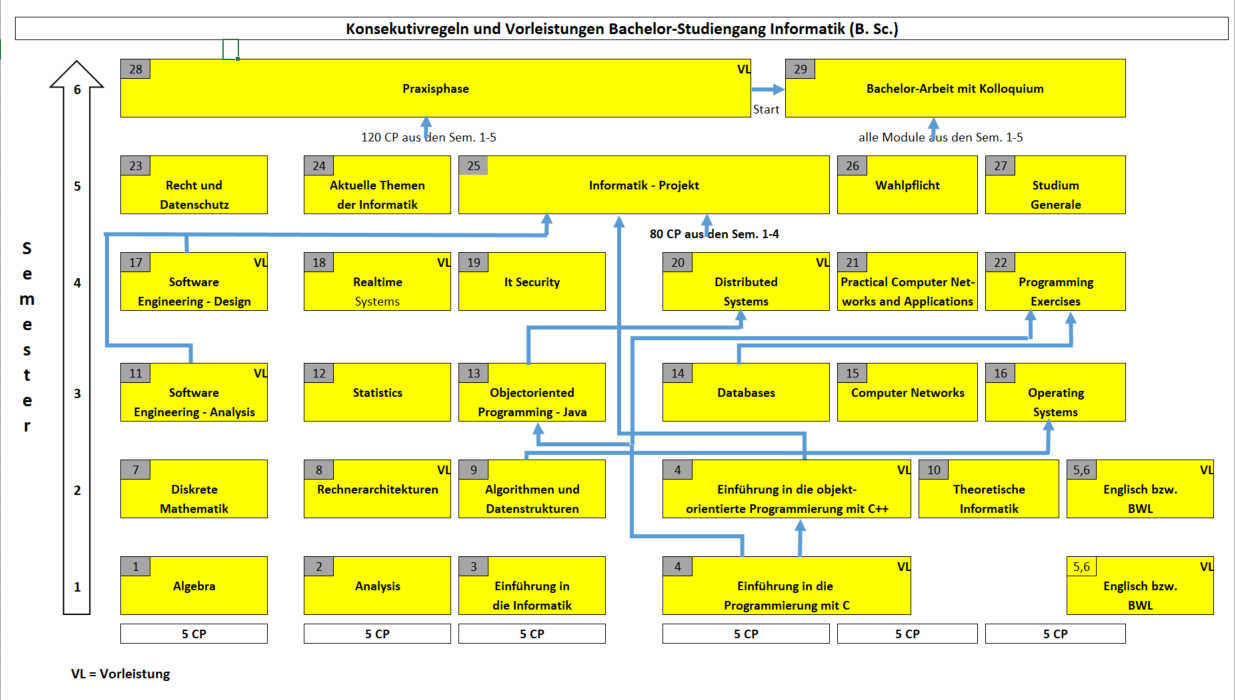 Konsekutivregeln und Vorleistungen Bachelor-Studiengang Informatik (B. Sc.)
Semester
6
28
VL
Praxisphase
Start
29
Bachelor-Arbeit mit Kolloquium
120 CP aus den Sem. 1-5
alle Module aus den Sem. 1-5
5
23
Recht und
Datenschutz
24
Aktuelle Themen
der Informatik
25
Informatik - Projekt
26
Wahlpflicht
27
Studium
Generale
80 CP aus den Sem. 1-4
4
17
VL
Software
Engineering - Design
18
VL
Realtime
Systems
19
It Security
20
VL
Distributed
Systems
21
Practical Computer Net-
works and Applications
22
Programming
Exercises
3
11
VL
Software
Engineering - Analysis
12
Statistics
13
Objectoriented
Programming - Java
14
Databases
15
Computer Networks
16
Operating
Systems
2
7
Diskrete
Mathematik
8
VL
Rechnerarchitekturen
9
Algorithmen und
Datenstrukturen
4
VL
Einführung in die objekt-
orientierte Programmierung mit C++
10
Theoretische
Informatik
5,6
VL
Englisch bzw.
BWL
1
1
Algebra
2
Analysis
3
Einführung in
die Informatik
4
VL
Einführung in die
Programmierung mit C
5,6
VL
Englisch bzw.
BWL
5 CP
5 CP
5 CP
5 CP
5 CP
5 CP
VL = Vorleistung